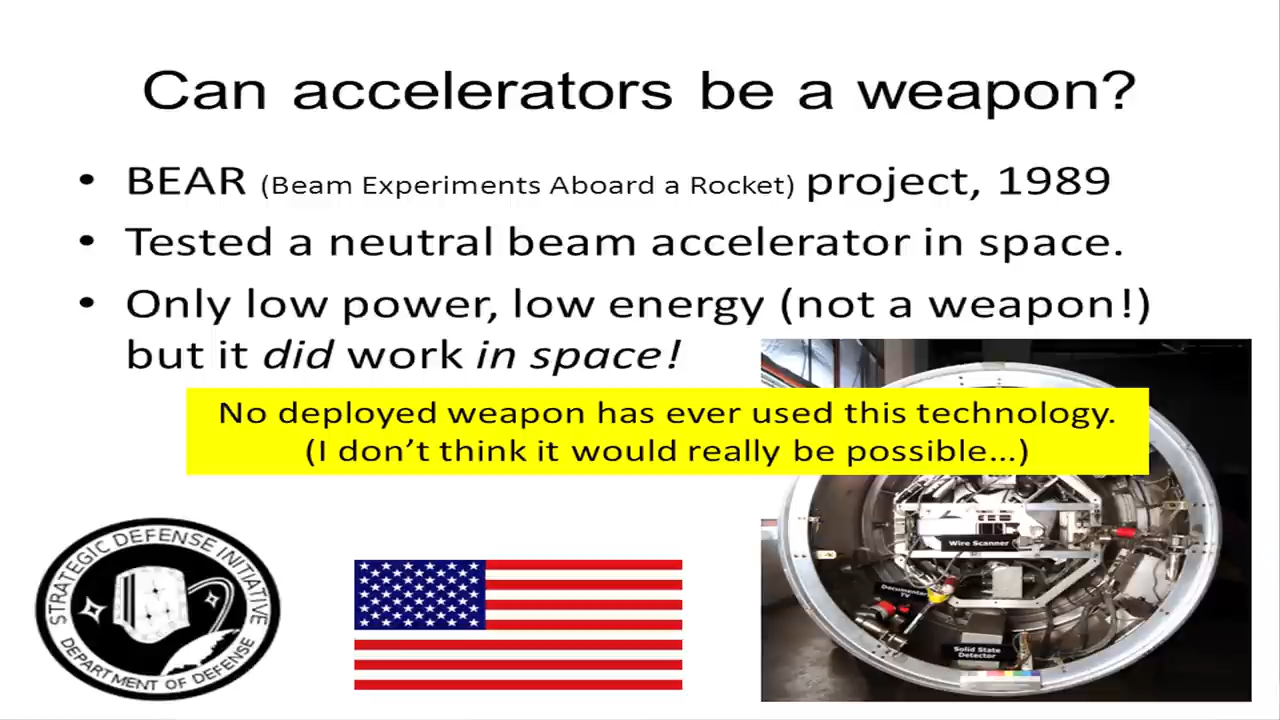 Can accelerators be a weapon?
• BEAR (Beam Experiments Aboard a Rocket) project, 1989
• Tested a neutral beam accelerator in space.
• Only low power, low energy (not a weapon!)
but it did work in space!
No deployed weapon has ever used this technology.
(I don’t think it would really be possible...)
STRATEGIC DEFENSE INITIATIVE
DEPARTMENT OF DEFENSE
Wire Scanner
Documentary
TV
Solid State
Detector